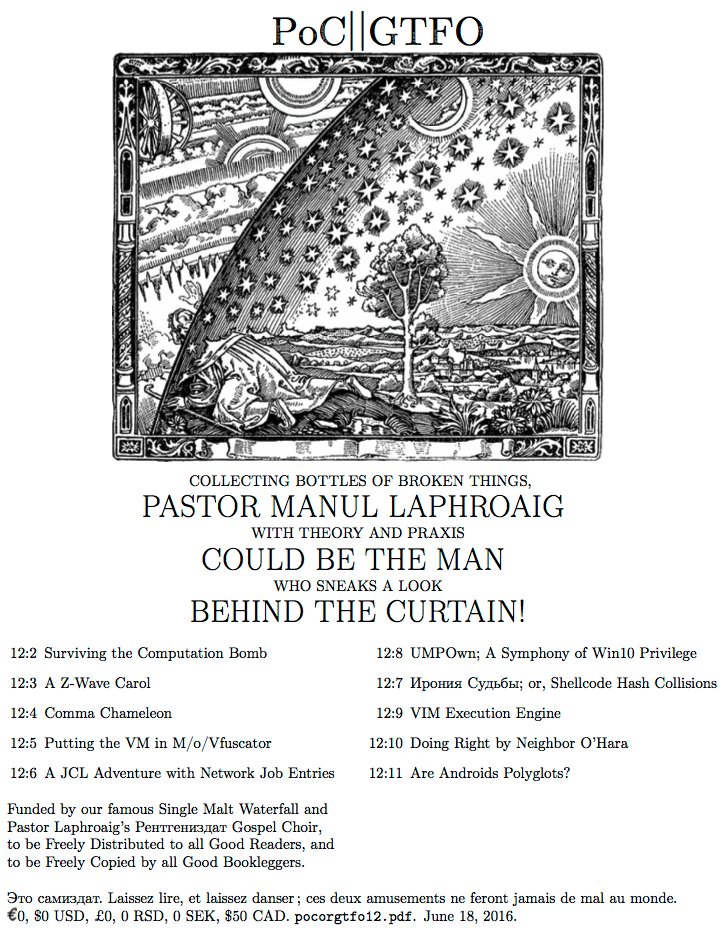 PoC||GTFO
COLLECTING BOTTLES OF BROKEN THINGS,
PASTOR MANUL LAPHROAIG
WITH THEORY AND PRAXIS
COULD BE THE MAN
WHO SNEAKS A LOOK
BEHIND THE CURTAIN!
12:2 Surviving the Computation Bomb
12:3 A Z-Wave Carol
12:4 Comma Chameleon
12:5 Putting the VM in M/o/Vfuscator
12:6 A JCL Adventure with Network Job Entries
12:8 UMPOwn; A Symphony of Win10 Privilege
12:7 Ирония Судьбы; or, Shellcode Hash Collisions
12:9 VIM Execution Engine
12:10 Doing Right by Neighbor O'Hara
12:11 Are Androids Polyglots?
Funded by our famous Single Malt Waterfall and
Pastor Laphroaig's Рентгениздат Gospel Choir,
to be Freely Distributed to all Good Readers, and
to be Freely Copied by all Good Bookleggers.
Это самиздат. Laissez lire, et laissez danser ; ces deux amusements ne feront jamais de mal au monde.
€0, $0 USD, £0, 0 RSD, 0 SEK, $50 CAD. pocorgtfo12.pdf. June 18, 2016.